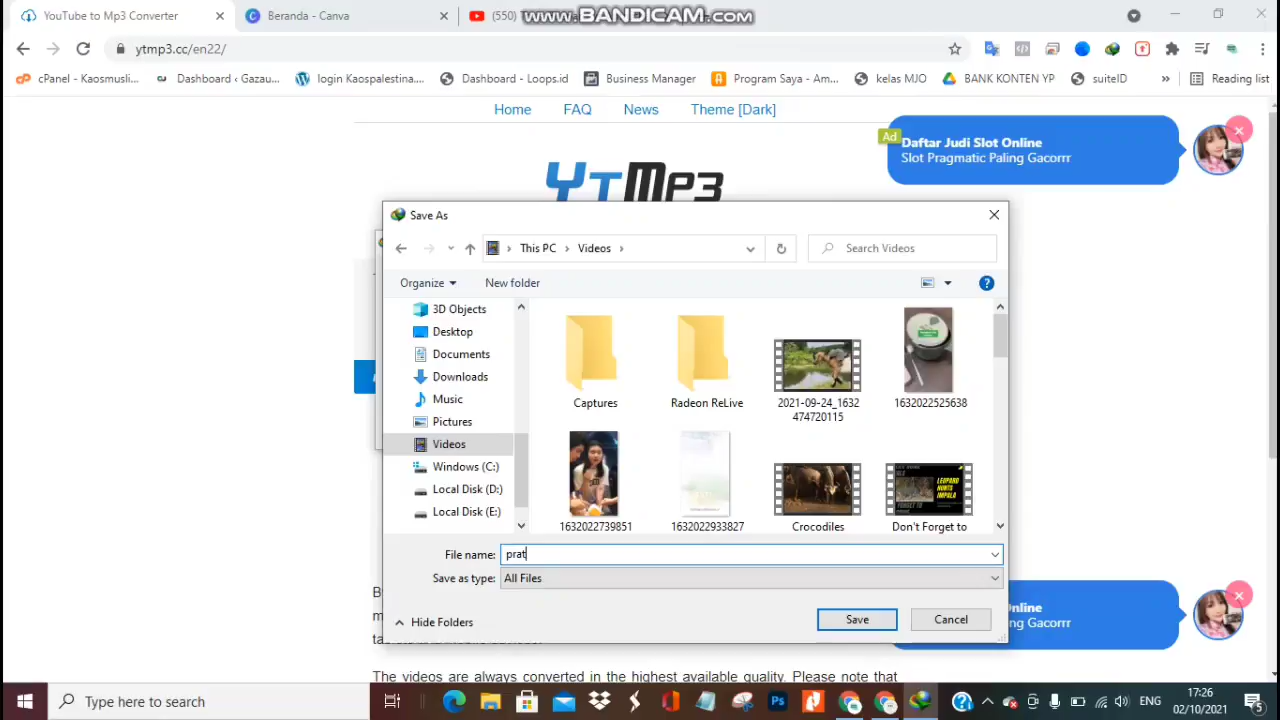 YouTube to Mp3 Converter
Beranda - Canva
(550)
www.BANDICAM.com
ytmp3.cc/en22/
cPanel - Kaosmusli...
Dashboard ‹ Gazau...
login Kaospalestina...
Dashboard - Loops.id
Business Manager
Program Saya - Am...
kelas MJO
BANK KONTEN YP
suiteID
»
Reading list
Home
FAQ
News
Theme [Dark]
Ad
Daftar Judi Slot Online
Slot Pragmatic Paling Gacorrr
YTMP3
Save As
This PC › Videos ›
Search Videos
Organize
New folder
3D Objects
Desktop
Documents
Downloads
Music
Pictures
Videos
Windows (C:)
Local Disk (D:)
Local Disk (E:)
Captures
Radeon ReLive
2021-09-24_1632
474720115
1632022525638
1632022739851
1632022933827
Crocodiles
Don't Forget to
LEOPARD
HUNTS
IMPALA
File name: prat
Save as type: All Files
Hide Folders
Save
Cancel
Online
ng Gacorrr
The videos are always converted in the highest available quality. Please note that
Type here to search
ENG
17:26
02/10/2021
5